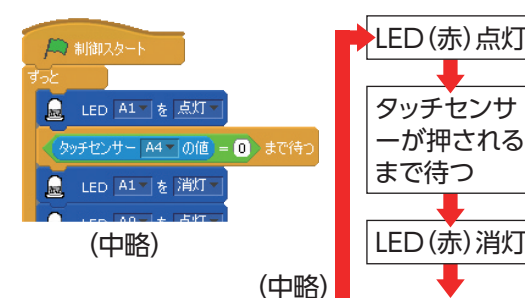 制御スタート
ずっと
LED A1 を 点灯
タッチセンサー A4 の値 = 0 まで待つ
LED A1 を 消灯
(中略)
LED(赤)点灯
タッチセンサ
ーが押される
まで待つ
LED(赤)消灯
(中略)